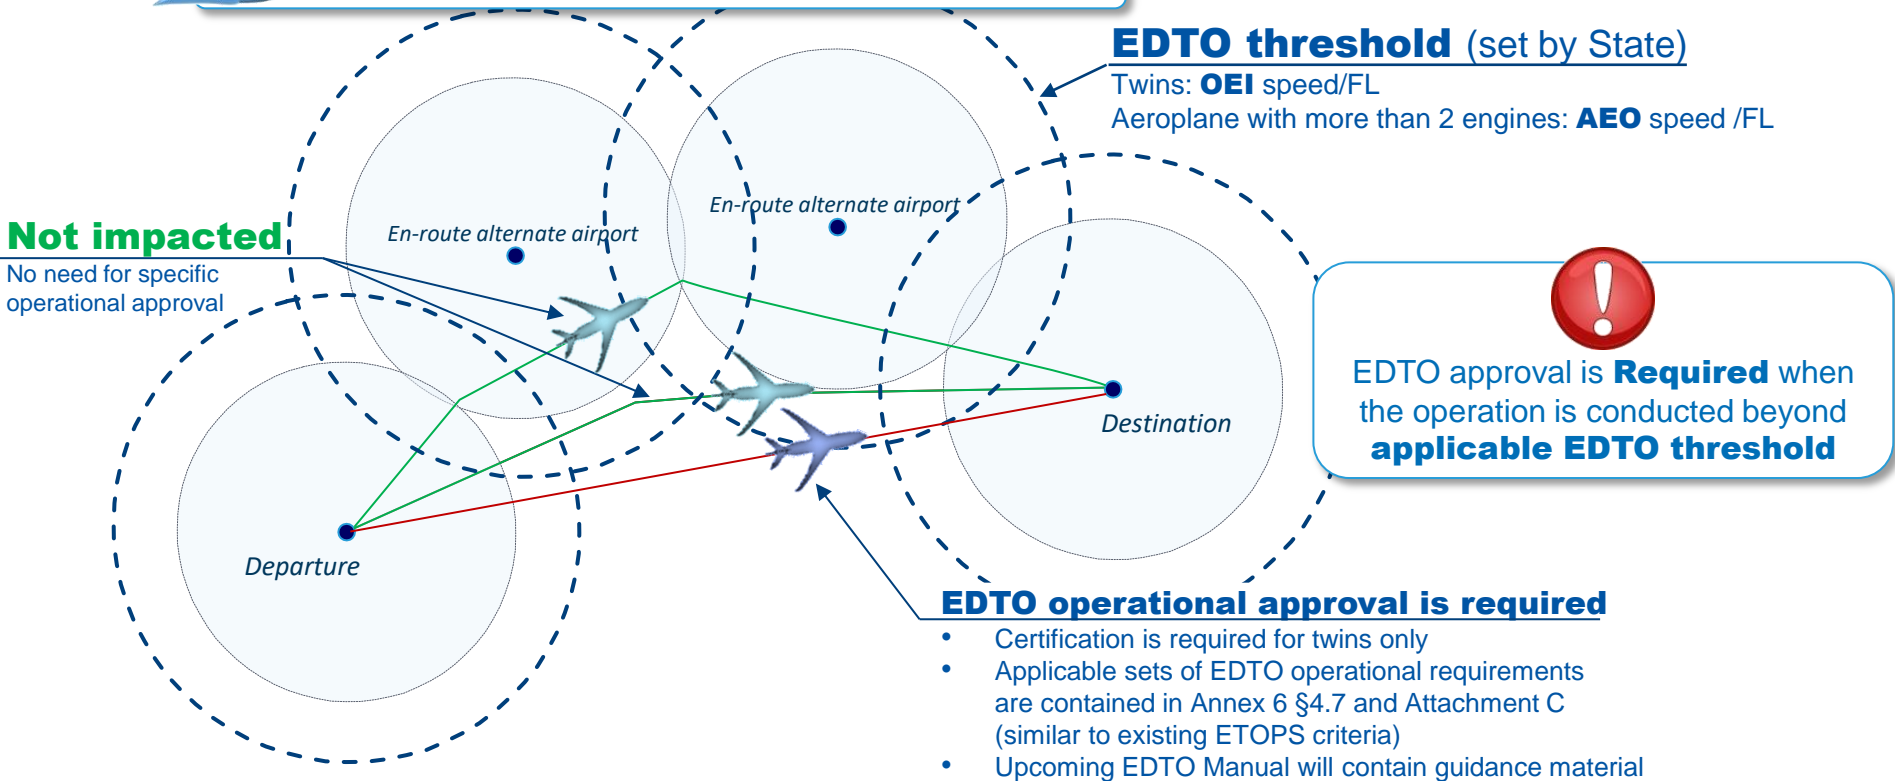 EDTO threshold (set by State)
Twins: OEI speed/FL
Aeroplane with more than 2 engines: AEO speed /FL
En-route alternate airport
En-route alternate airport
Not impacted
No need for specific
operational approval
EDTO approval is Required when
the operation is conducted beyond
applicable EDTO threshold
Destination
Departure
EDTO operational approval is required
• Certification is required for twins only
• Applicable sets of EDTO operational requirements
are contained in Annex 6 §4.7 and Attachment C
(similar to existing ETOPS criteria)
• Upcoming EDTO Manual will contain guidance material